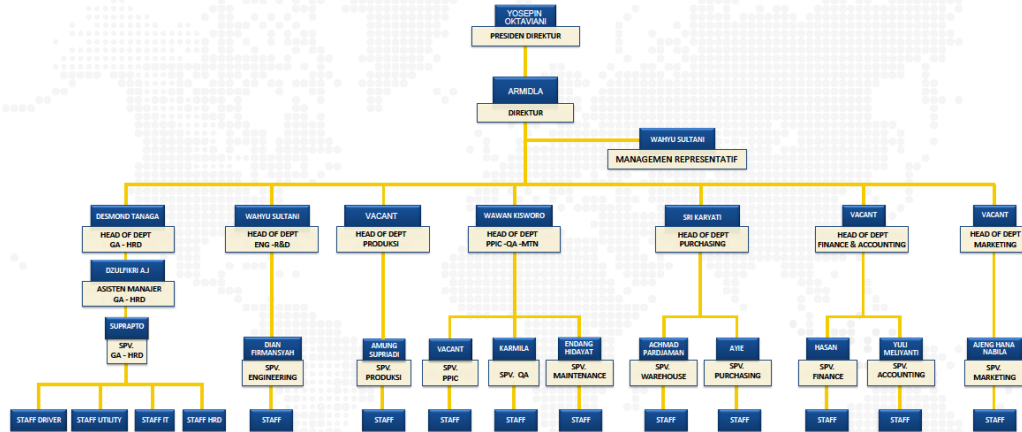 YOSEPIN
OKTAVIANI
PRESIDEN DIREKTUR
ARMIDLA
DIREKTUR
WAHYU SULTANI
MANAGEMEN REPRESENTATIF
DESMOND TANAGA
HEAD OF DEPT
GA - HRD
WAHYU SULTANI
HEAD OF DEPT
ENG -R&D
VACANT
HEAD OF DEPT
PRODUKSI
WAWAN KISWORO
HEAD OF DEPT
PPIC -QA -MTN
SRI KARYATI
HEAD OF DEPT
PURCHASING
VACANT
HEAD OF DEPT
FINANCE & ACCOUNTING
VACANT
HEAD OF DEPT
MARKETING
DZULFIKRI A.J
ASISTEN MANAJER
GA - HRD
SUPRAPTO
SPV.
GA - HRD
DIAN
FIRMANSYAH
SPV.
ENGINEERING
AMUNG
SUPRIADI
SPV.
PRODUKSI
VACANT
SPV.
PPIC
KARMILA
SPV. QA
ENDANG
HIDAYAT
SPV.
MAINTENANCE
ACHMAD
PARDJAMAN
SPV.
WAREHOUSE
AYIE
SPV.
PURCHASING
HASAN
SPV.
FINANCE
YULI
MELIYANTI
SPV.
ACCOUNTING
AJENG HANA
NABILA
SPV.
MARKETING
STAFF DRIVER
STAFF UTILITY
STAFF IT
STAFF HRD
STAFF
STAFF
STAFF
STAFF
STAFF
STAFF
STAFF
STAFF
STAFF
STAFF